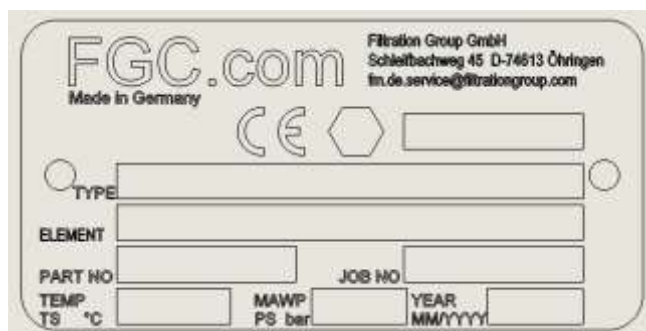 FGC.com
Made in Germany
Filtration Group GmbH
Schleifbachweg 45 D-74613 Öhringen
fm.de.service@filtrationgroup.com
CE
TYPE
ELEMENT
PART NO
JOB NO
TEMP
TS °C
MAWP
PS bar
YEAR
MM/YYYY